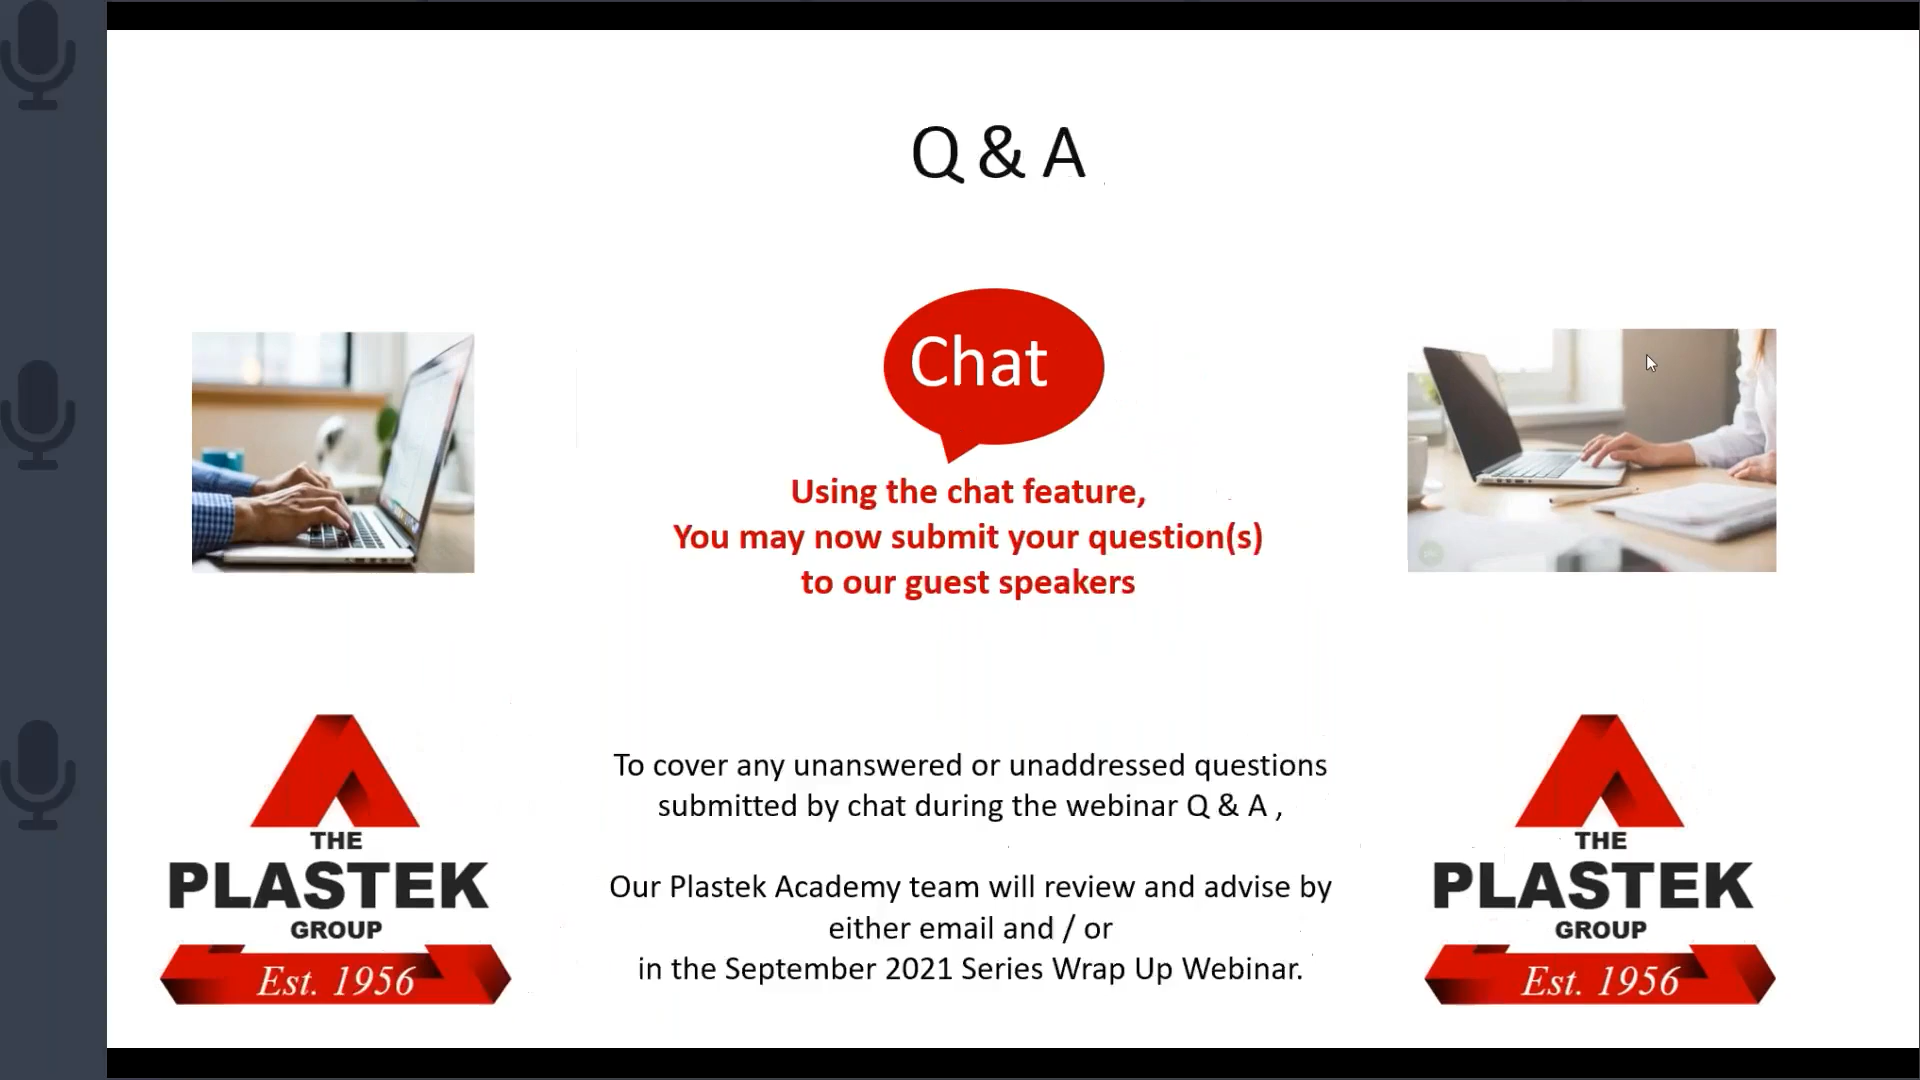 Q & A
Chat
Using the chat feature,
You may now submit your question(s)
to our guest speakers
To cover any unanswered or unaddressed questions
submitted by chat during the webinar Q & A ,
Our Plastek Academy team will review and advise by
either email and / or
in the September 2021 Series Wrap Up Webinar.
THE
PLASTEK
GROUP
Est. 1956
THE
PLASTEK
GROUP
Est. 1956